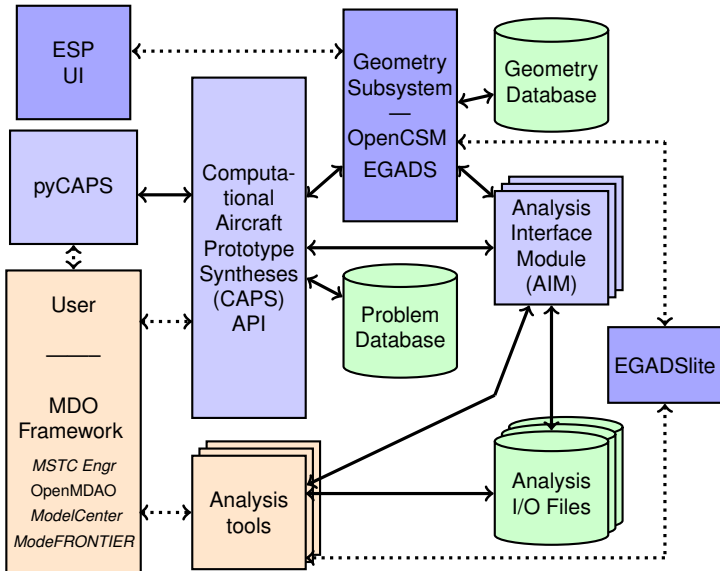 ESP
UI
Geometry
Subsystem
—
OpenCSM
EGADS
Geometry
Database
pyCAPS
Computa-
tional
Aircraft
Prototype
Syntheses
(CAPS)
API
Analysis
Interface
Module
(AIM)
Problem
Database
EGADSlite
User
MDO
Framework
MSTC Engr
OpenMDAO
ModelCenter
ModeFRONTIER
Analysis
tools
Analysis
I/O Files